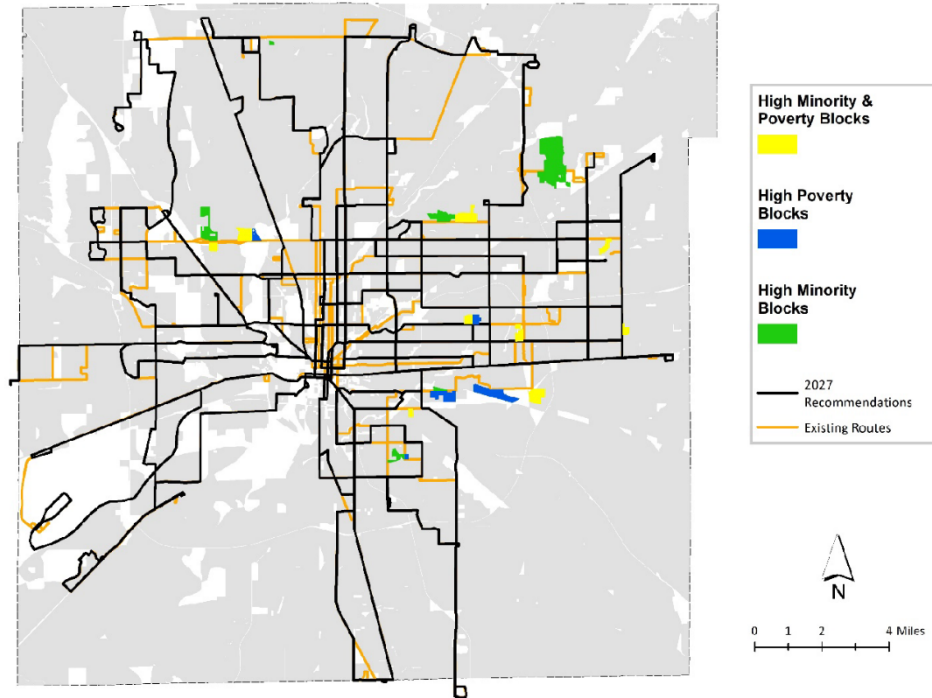 High Minority &
Poverty Blocks
High Poverty
Blocks
High Minority
Blocks
2027
Recommendations
Existing Routes
N
0 1 2 4 Miles